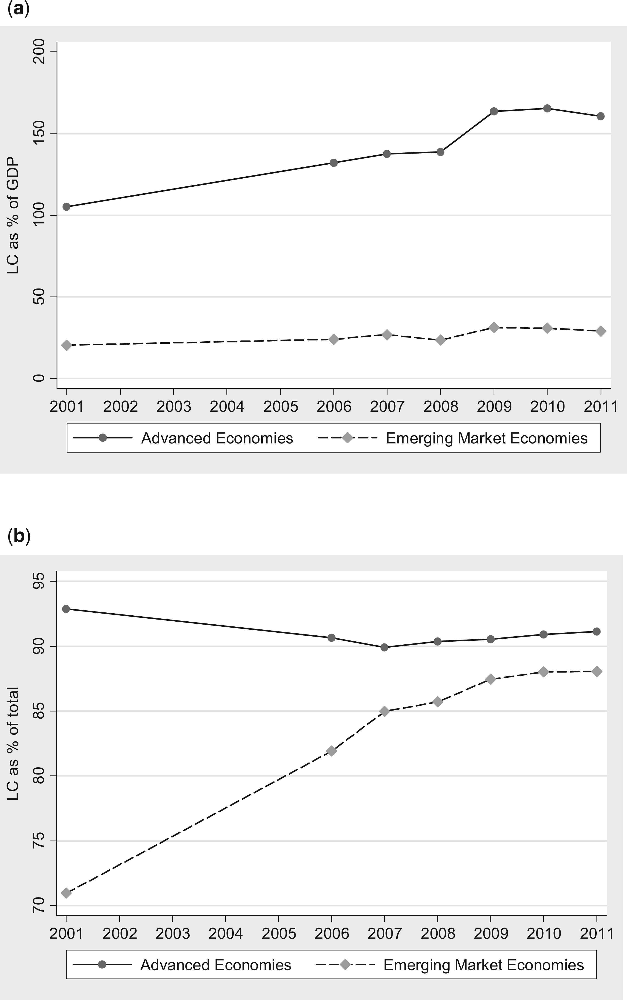 (a)
200
150
100
50
0
LC as % of GDP
2001 2002 2003 2004 2005 2006 2007 2008 2009 2010 2011
Advanced Economies Emerging Market Economies
(b)
95
90
85
80
75
70
LC as % of total
2001 2002 2003 2004 2005 2006 2007 2008 2009 2010 2011
Advanced Economies Emerging Market Economies